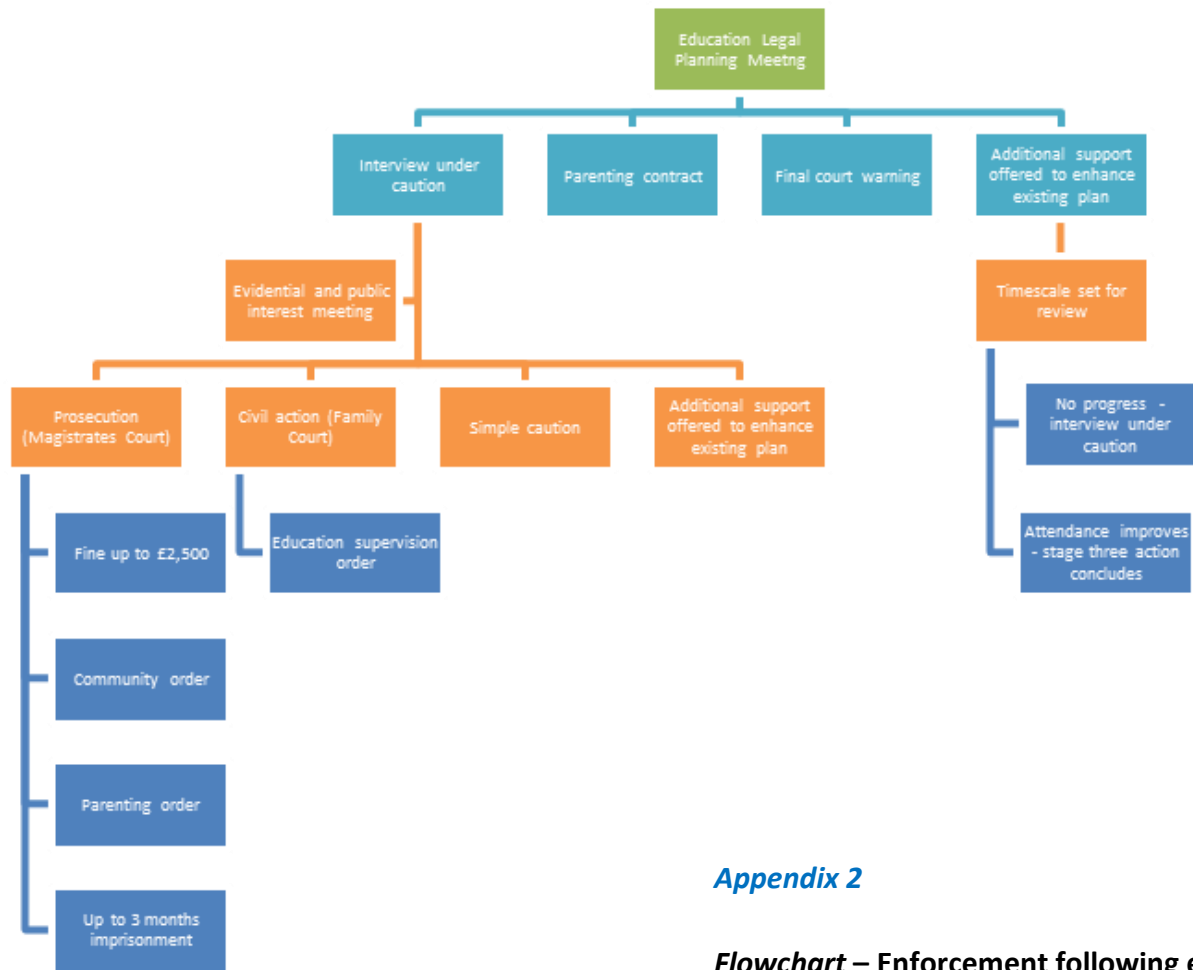 Education Legal
Planning Meetng
Interview under
caution
Parenting contract
Final court warning
Additional support
offered to enhance
existing plan
Evidential and public
interest meeting
Timescale set for
review
Prosecution
(Magistrates Court)
Civil action (Family
Court)
Simple caution
Additional support
offered to enhance
existing plan
No progress -
interview under
caution
Fine up to £2,500
Education supervision
order
Attendance improves
- stage three action
concludes
Community order
Parenting order
Up to 3 months
imprisonment
Appendix 2
Flowchart – Enforcement following